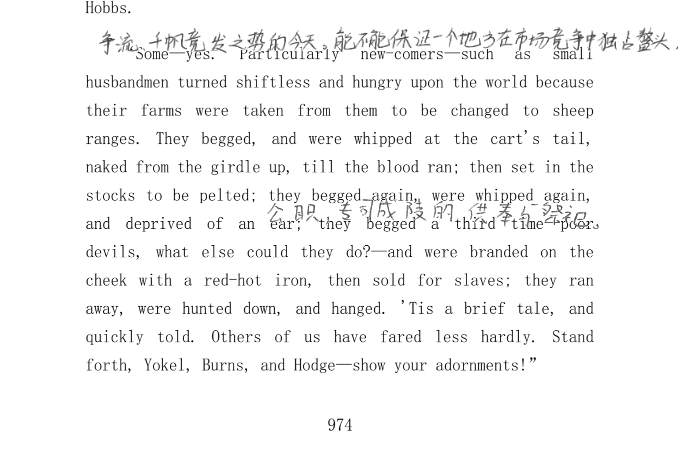 Hobbs.
争流、千帆竞发之势的今天。能不能保证一个地方在市场竞争中独占鳌头,
"Some—yes. Particularly new-comers—such as small
husbandmen turned shiftless and hungry upon the world because
their farms were taken from them to be changed to sheep
ranges. They begged, and were whipped at the cart's tail,
naked from the girdle up, till the blood ran; then set in the
stocks to be pelted; they begged again, were whipped again,
公职 专司成陵的供奉与祭祀。
and deprived of an ear; they begged a third time—poor
devils, what else could they do?—and were branded on the
cheek with a red-hot iron, then sold for slaves; they ran
away, were hunted down, and hanged. 'Tis a brief tale, and
quickly told. Others of us have fared less hardly. Stand
forth, Yokel, Burns, and Hodge—show your adornments!”
974